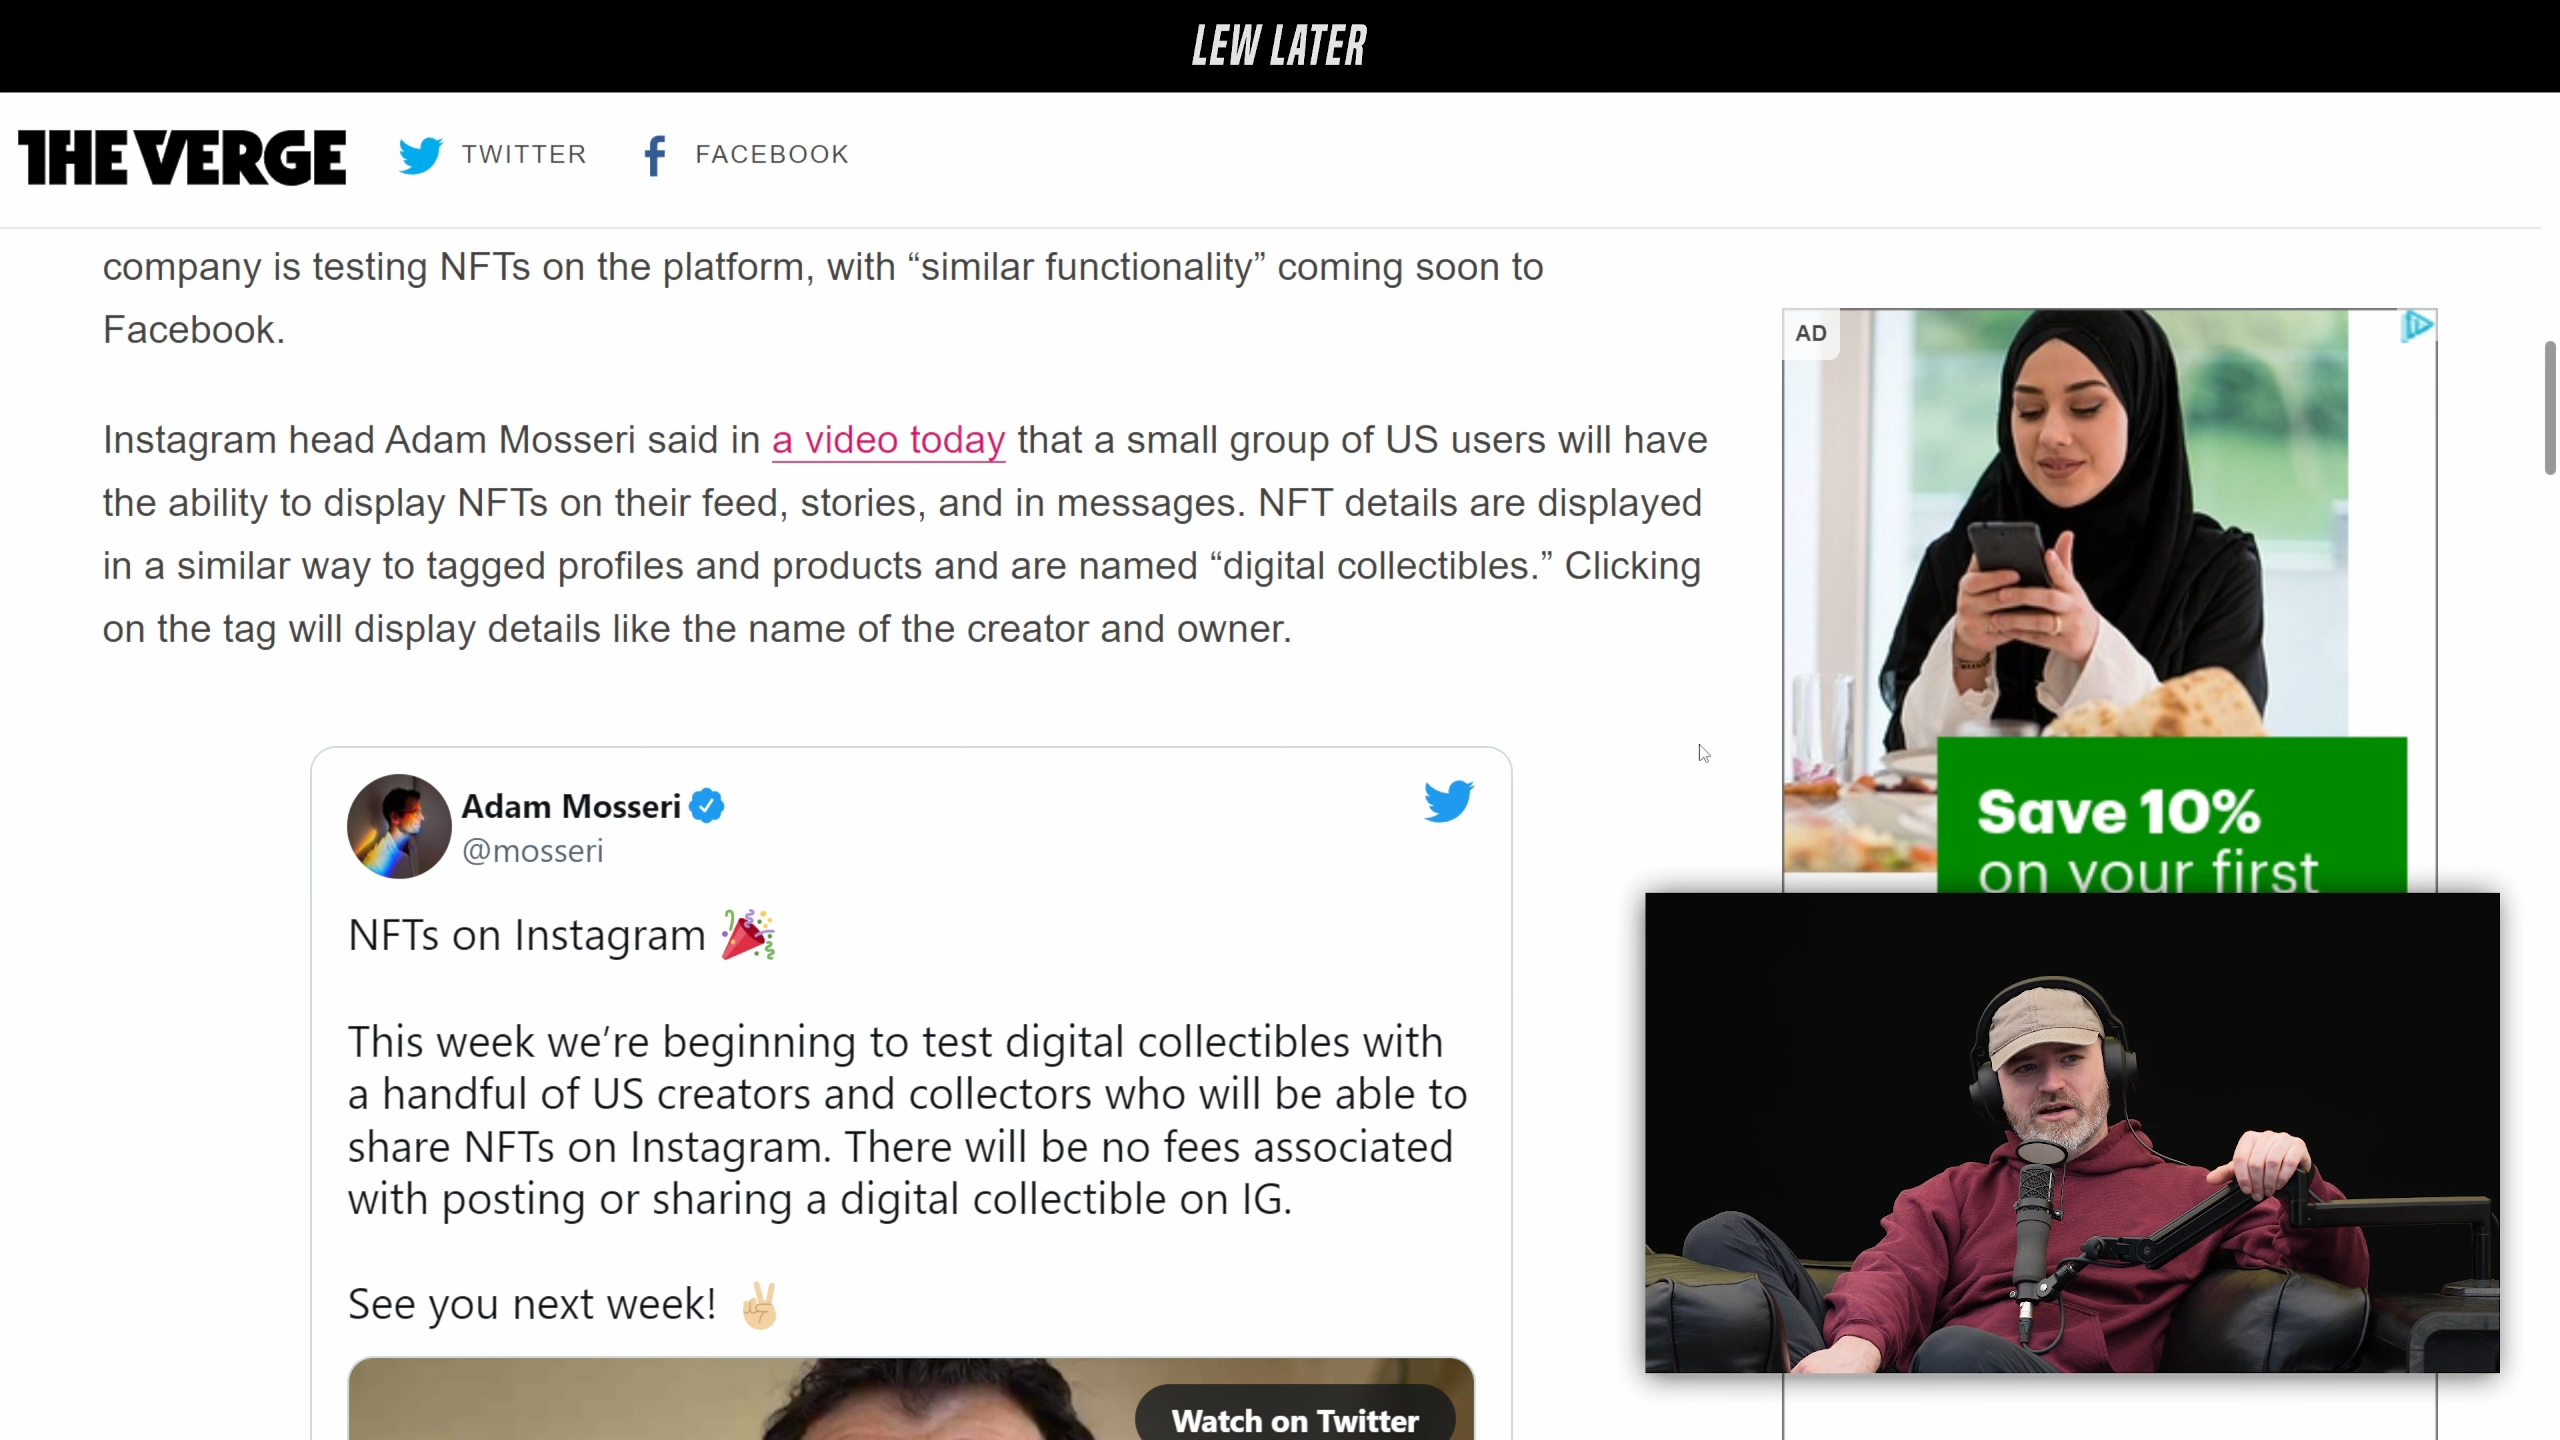 LEW LATER
THE VERGE
TWITTER
FACEBOOK
company is testing NFTs on the platform, with “similar functionality” coming soon to
Facebook.
Instagram head Adam Mosseri said in a video today that a small group of US users will have
the ability to display NFTs on their feed, stories, and in messages. NFT details are displayed
in a similar way to tagged profiles and products and are named “digital collectibles.” Clicking
on the tag will display details like the name of the creator and owner.
Adam Mosseri
@mosseri
NFTs on Instagram 🎉
This week we’re beginning to test digital collectibles with
a handful of US creators and collectors who will be able to
share NFTs on Instagram. There will be no fees associated
with posting or sharing a digital collectible on IG.
See you next week! ✌🏼
Watch on Twitter
AD
Save 10%
on your first